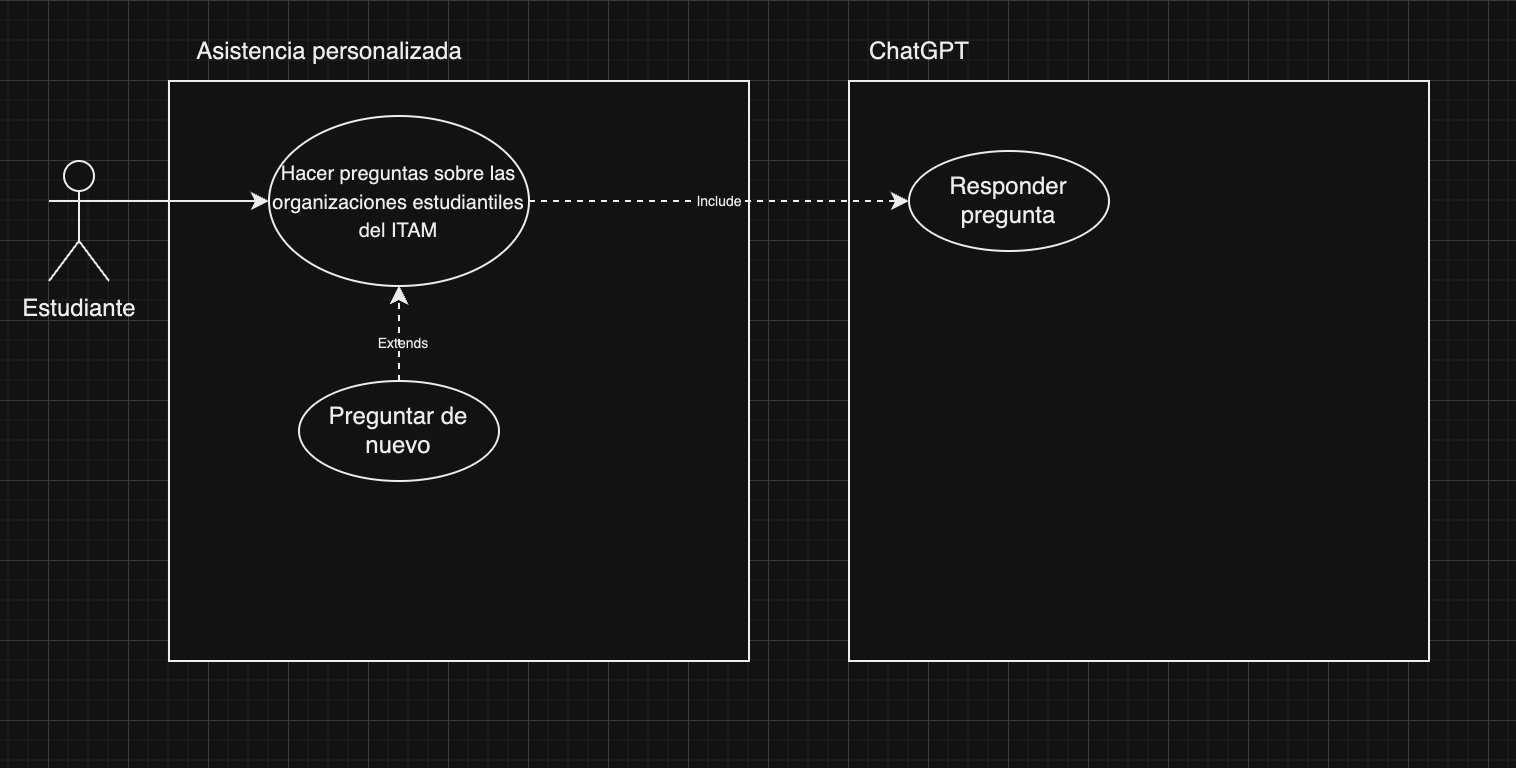 Asistencia personalizada
ChatGPT
Hacer preguntas sobre las
organizaciones estudiantiles
del ITAM
Include
Responder
pregunta
Estudiante
Extends
Preguntar de
nuevo